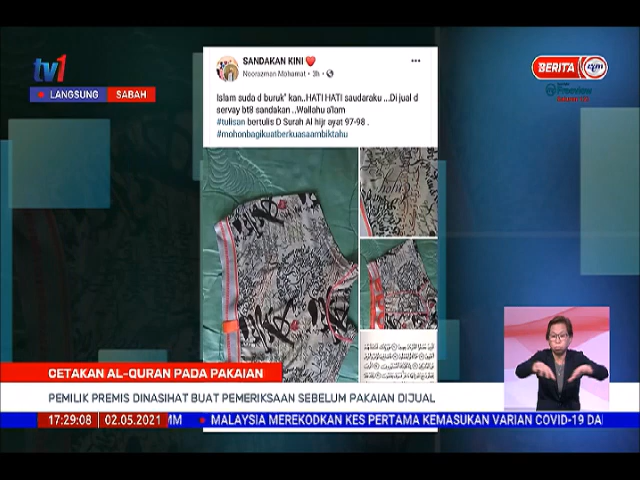 tv1
LANGSUNG SABAH
SANDAKAN KINI
Noorazman Mohamat · 3h
BERITA
Islam suda d buruk" kan..HATI HATI saudaraku ...Di jual d
servay bt8 sandakan ..Wallahu a'lam
#tulisan bertulis D Surah Al hijr ayat 97-98 .
#mohonbagikuatberkuasaambiktahu
CETAKAN AL-QURAN PADA PAKAIAN
PEMILIK PREMIS DINASIHAT BUAT PEMERIKSAAN SEBELUM PAKAIAN DIJUAL
17:29:08 02.05.2021 MM MALAYSIA MEREKODKAN KES PERTAMA KEMASUKAN VARIAN COVID-19 DA